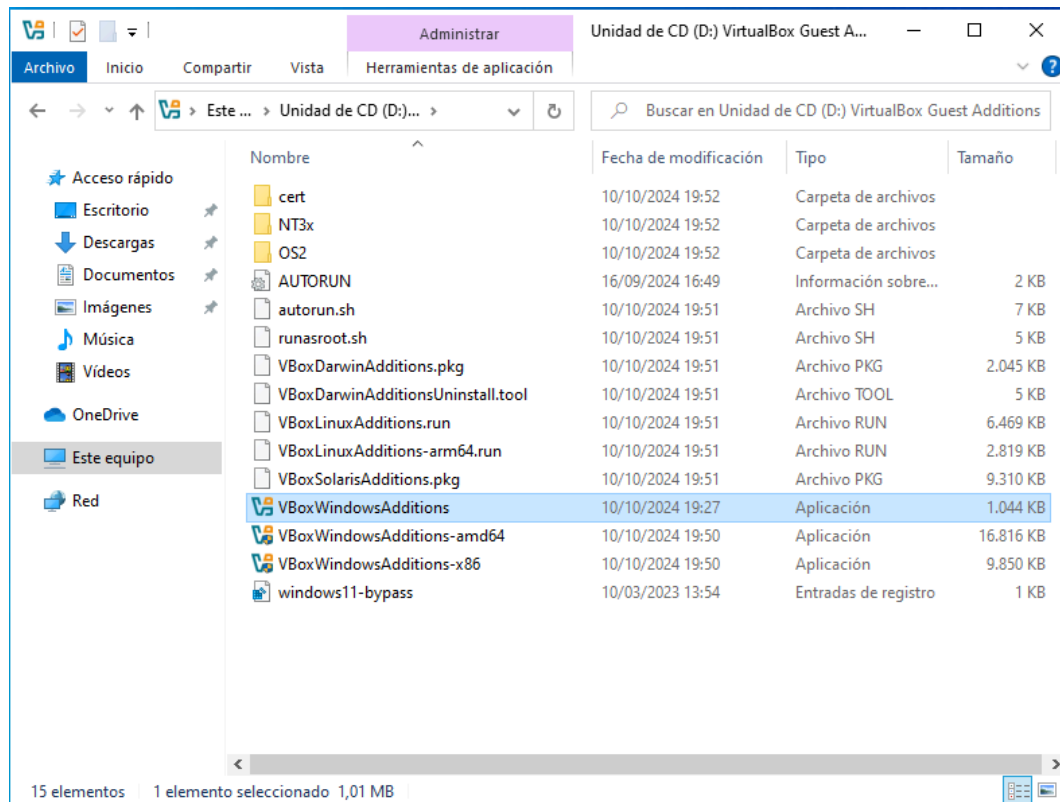 Administrar
Unidad de CD (D:) VirtualBox Guest A...
Archivo Inicio Compartir Vista Herramientas de aplicación
Este ... Unidad de CD (D:)... Buscar en Unidad de CD (D:) VirtualBox Guest Additions
Nombre Fecha de modificación Tipo Tamaño
Acceso rápido
Escritorio
Descargas
Documentos
Imágenes
Música
Vídeos
OneDrive
Este equipo
Red
cert 10/10/2024 19:52 Carpeta de archivos
NT3x 10/10/2024 19:52 Carpeta de archivos
OS2 10/10/2024 19:52 Carpeta de archivos
AUTORUN 16/09/2024 16:49 Información sobre... 2 KB
autorun.sh 10/10/2024 19:51 Archivo SH 7 KB
runasroot.sh 10/10/2024 19:51 Archivo SH 5 KB
VBoxDarwinAdditions.pkg 10/10/2024 19:51 Archivo PKG 2.045 KB
VBoxDarwinAdditionsUninstall.tool 10/10/2024 19:51 Archivo TOOL 5 KB
VBoxLinuxAdditions.run 10/10/2024 19:51 Archivo RUN 6.469 KB
VBoxLinuxAdditions-arm64.run 10/10/2024 19:51 Archivo RUN 2.819 KB
VBoxSolarisAdditions.pkg 10/10/2024 19:51 Archivo PKG 9.310 KB
VBoxWindowsAdditions 10/10/2024 19:27 Aplicación 1.044 KB
VBoxWindowsAdditions-amd64 10/10/2024 19:50 Aplicación 16.816 KB
VBoxWindowsAdditions-x86 10/10/2024 19:50 Aplicación 9.850 KB
windows11-bypass 10/03/2023 13:54 Entradas de registro 1 KB
15 elementos 1 elemento seleccionado 1,01 MB